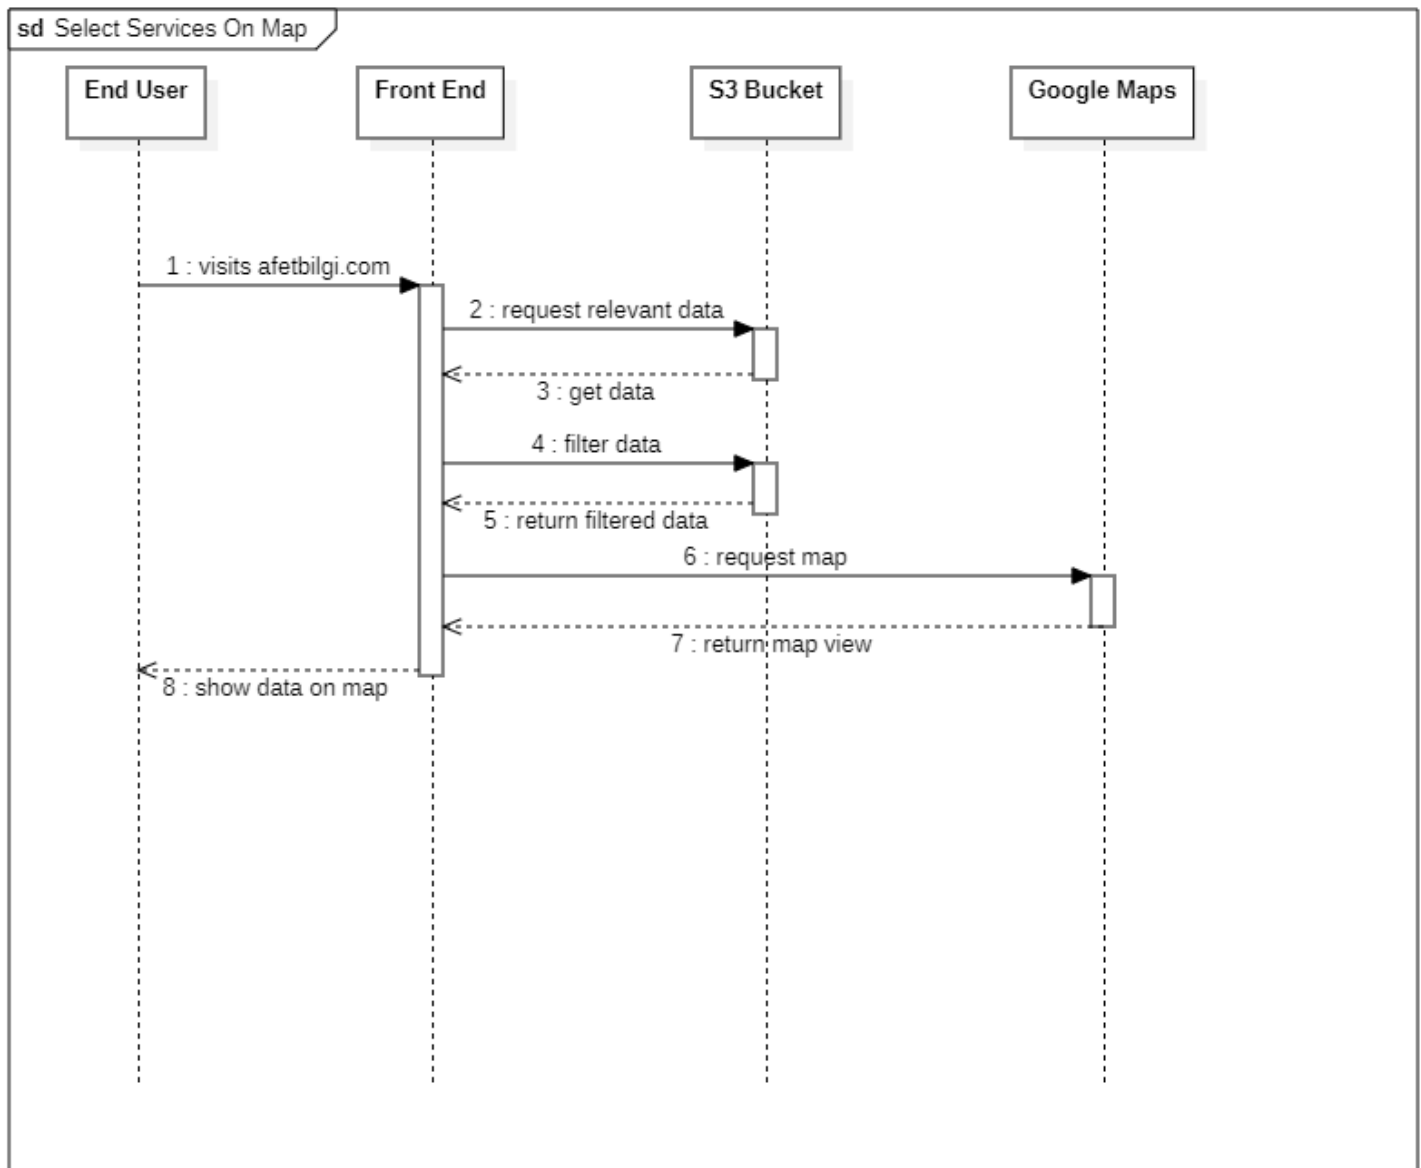 sd Select Services On Map
End User
Front End
S3 Bucket
Google Maps
1 : visits afetbilgi.com
2 : request relevant data
3 : get data
4 : filter data
5 : return filtered data
6 : request map
7 : return map view
8 : show data on map